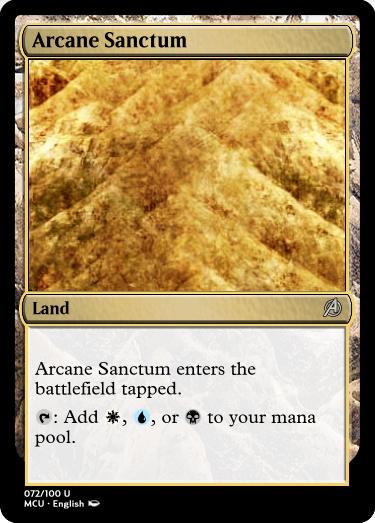 Arcane Sanctum
Land
Arcane Sanctum enters the
battlefield tapped.
: Add , , or to your mana
pool.
072/100 U
MCU · English